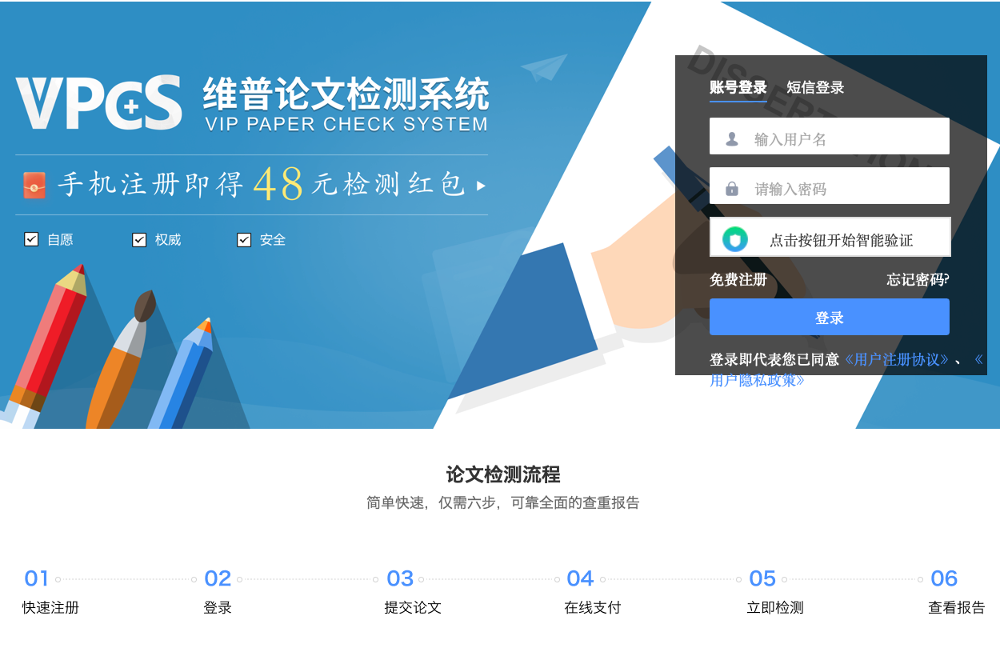 VPCS 维普论文检测系统
VIP PAPER CHECK SYSTEM
手机注册即得48元检测红包
自愿 权威 安全
DISSERTATION
账号登录 短信登录
输入用户名
请输入密码
点击按钮开始智能验证
免费注册 忘记密码?
登录
登录即代表您已同意《用户注册协议》、《
用户隐私政策》
论文检测流程
简单快速，仅需六步，可靠全面的查重报告
01 02 03 04 05 06
快速注册 登录 提交论文 在线支付 立即检测 查看报告